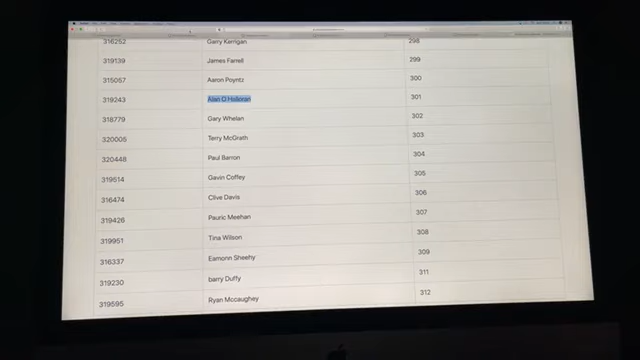 316252 Garry Kerrigan 298
319139 James Farrell 299
315067 Aaron Poyntz 300
319243 Alan O Halloran 301
318779 Gary Whelan 302
320005 Terry McGrath 303
320448 Paul Barron 304
319514 Gavin Coffey 305
316474 Clive Davis 306
319426 Pauric Meehan 307
319951 Tina Wilson 308
316337 Eamonn Sheehy 309
319230 barry Duffy 311
319595 Ryan Mccaughey 312